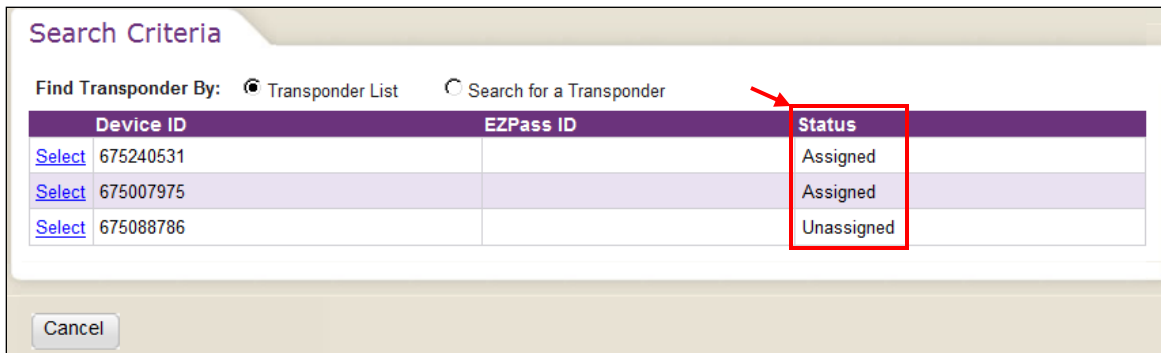 Search Criteria
Find Transponder By: Transponder List Search for a Transponder
Device ID EZPass ID Status
Select 675240531 Assigned
Select 675007975 Assigned
Select 675088786 Unassigned
Cancel